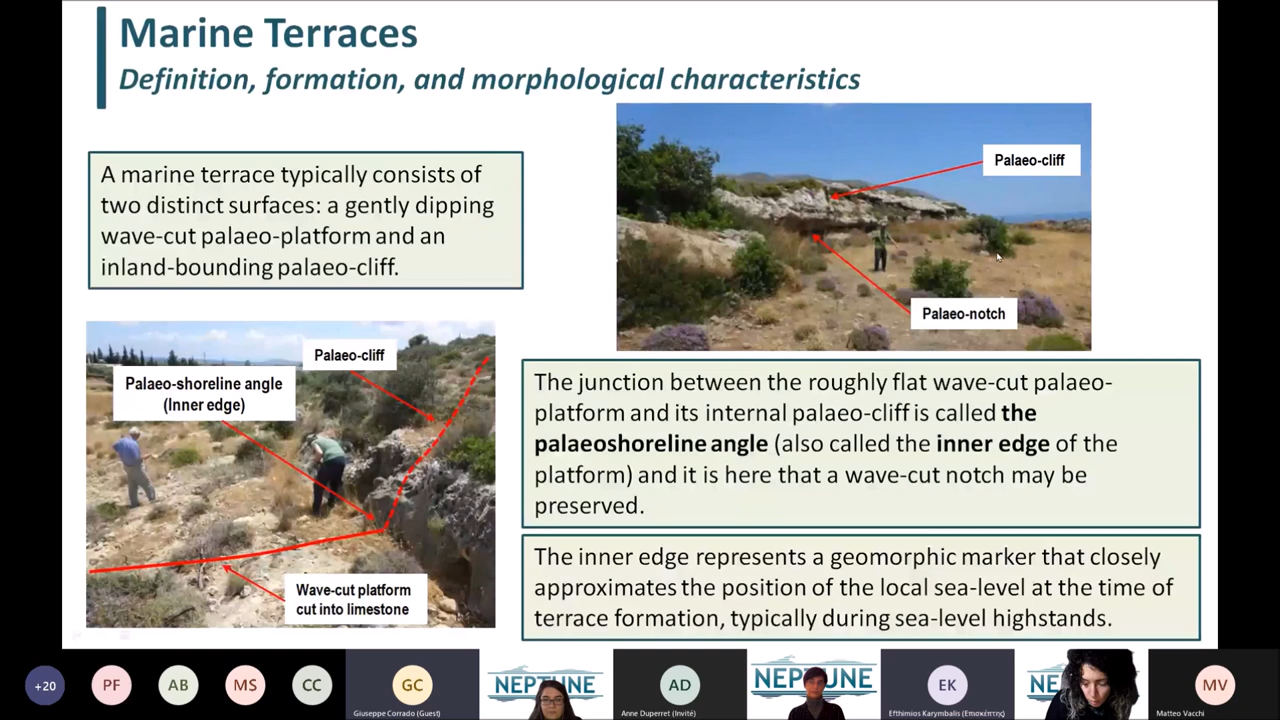 Marine Terraces
Definition, formation, and morphological characteristics
A marine terrace typically consists of
two distinct surfaces: a gently dipping
wave-cut palaeo-platform and an
inland-bounding palaeo-cliff.
Palaeo-cliff
Palaeo-notch
Palaeo-cliff
Palaeo-shoreline angle
(Inner edge)
Wave-cut platform
cut into limestone
The junction between the roughly flat wave-cut palaeo-
platform and its internal palaeo-cliff is called the
palaeoshoreline angle (also called the inner edge of the
platform) and it is here that a wave-cut notch may be
preserved.
The inner edge represents a geomorphic marker that closely
approximates the position of the local sea-level at the time of
terrace formation, typically during sea-level highstands.
+20
PF
AB
MS
CC
GC
Giuseppe Corrado (Guest)
NEPTUNE
AD
Anne Duperret (Invité)
NEPTUNE
EK
Efthimios Karymbalis (Επισκέπτης)
NE
MV
Matteo Vacchi